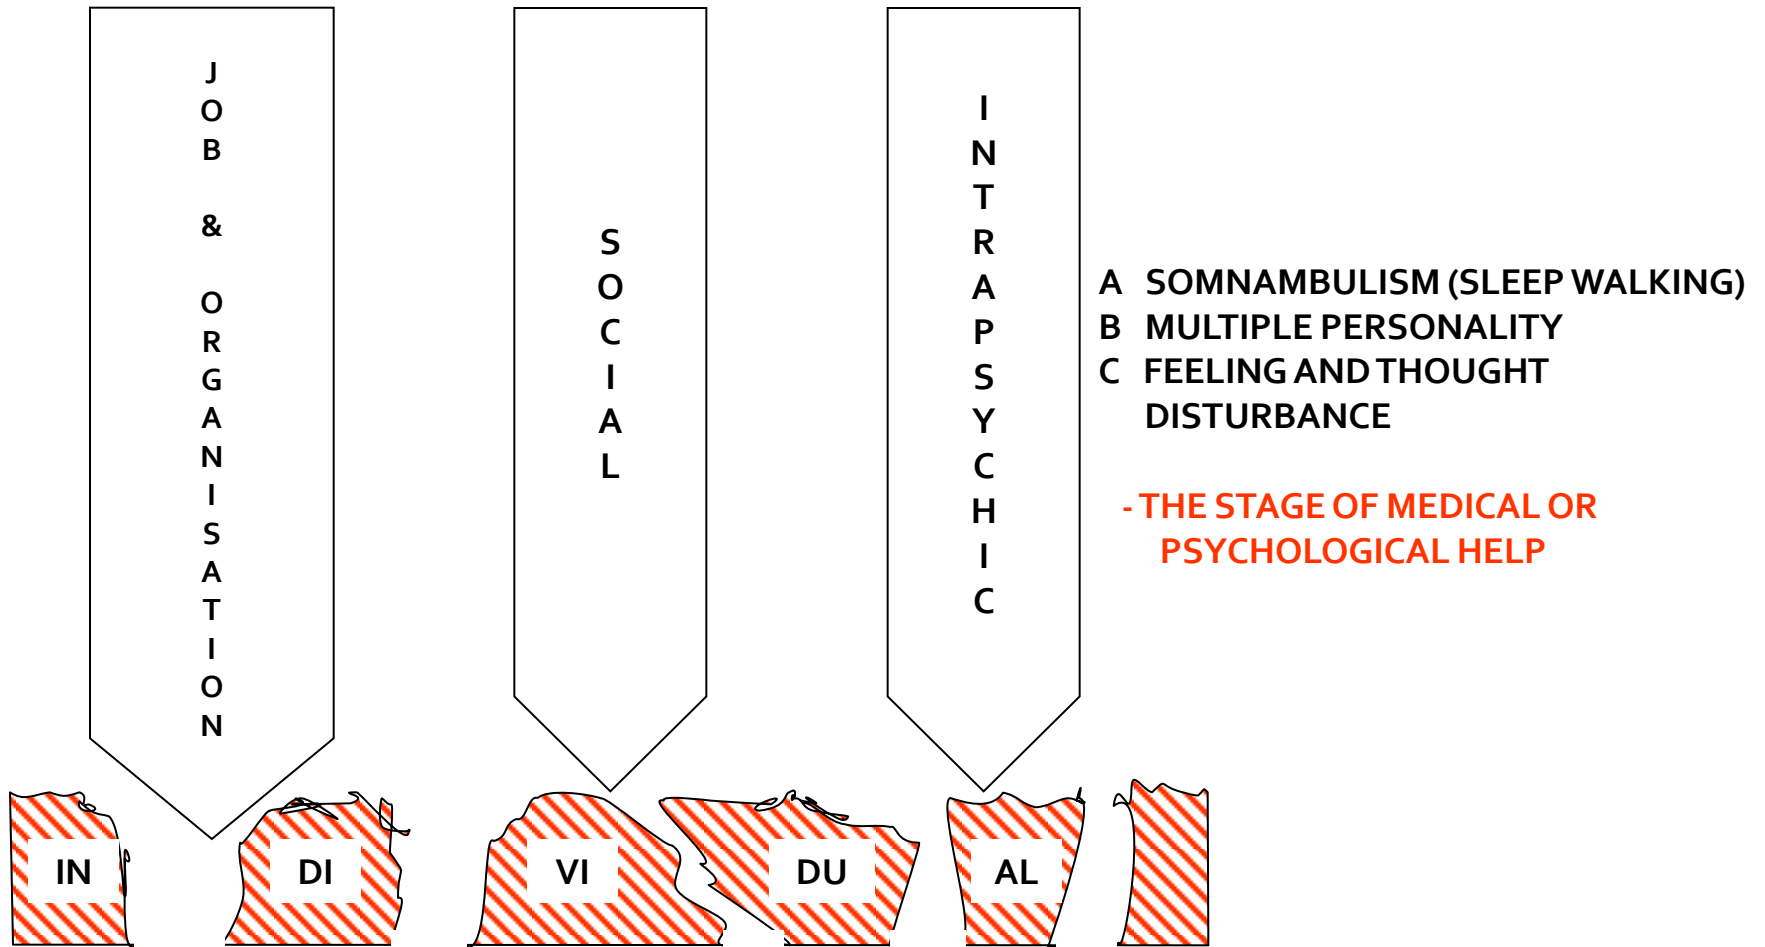 JOB & ORGANISATION
SOCIAL
INTRAPSYCHIC
A SOMNAMBULISM (SLEEP WALKING)
B MULTIPLE PERSONALITY
C FEELING AND THOUGHT
DISTURBANCE
- THE STAGE OF MEDICAL OR
PSYCHOLOGICAL HELP
IN DI VI DU AL